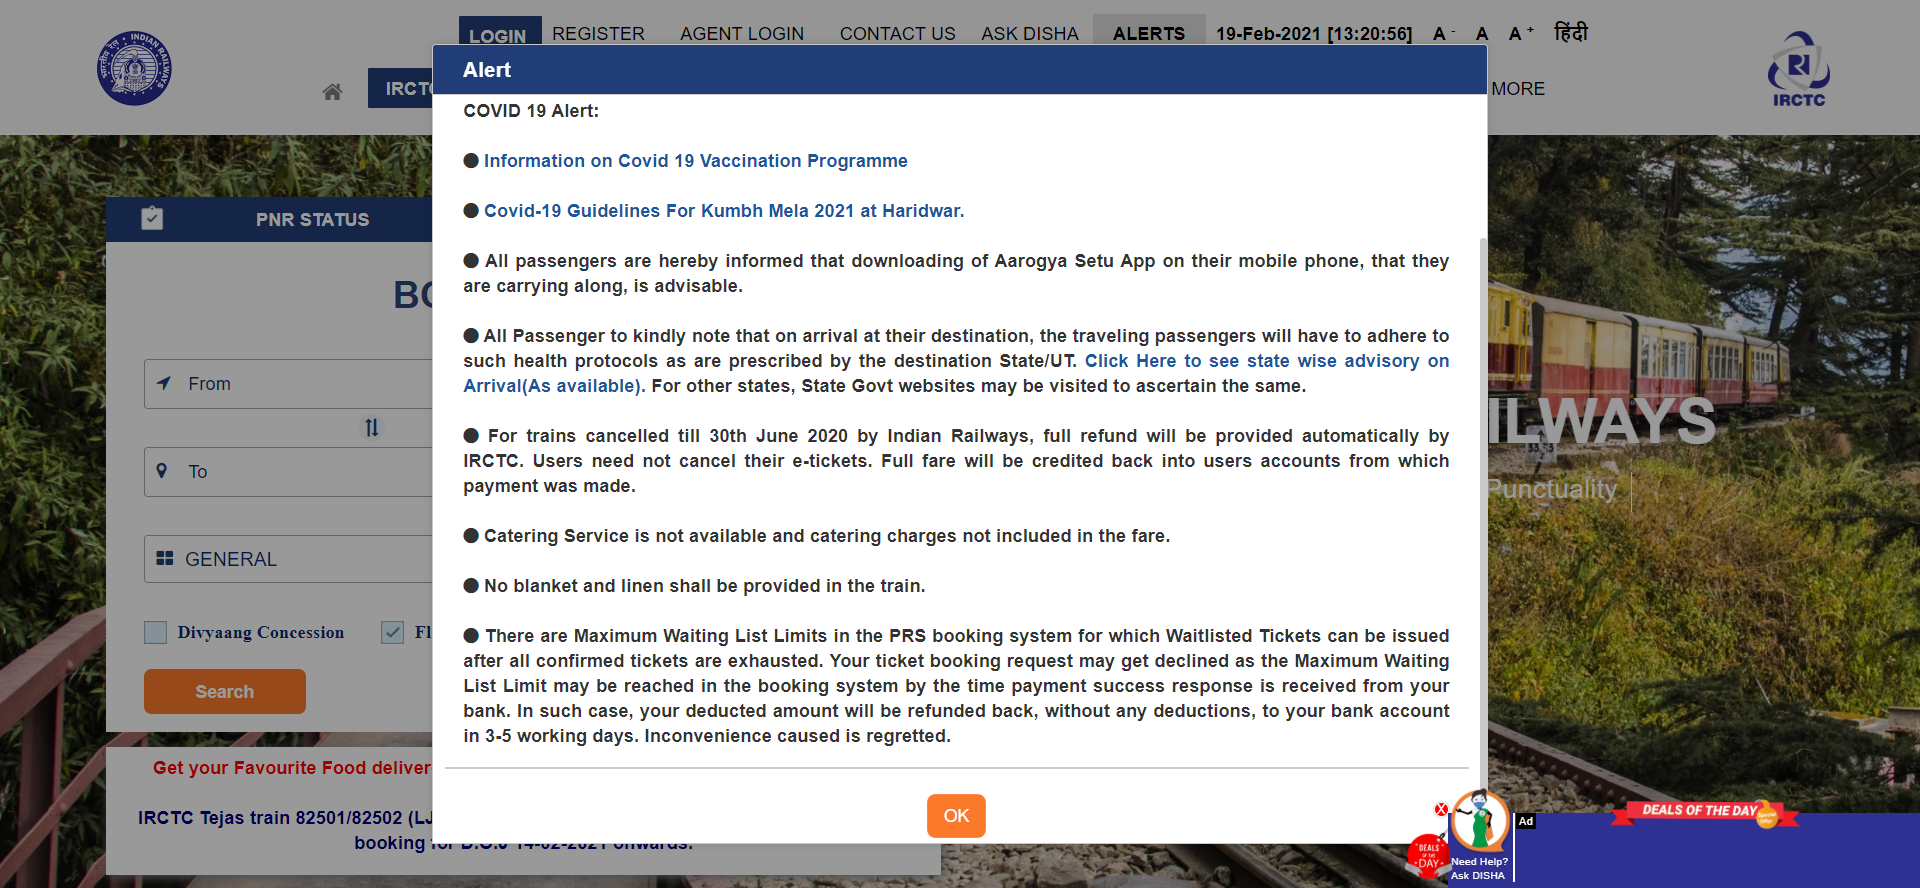 LOGIN REGISTER AGENT LOGIN CONTACT US ASK DISHA ALERTS 19-Feb-2021 [13:20:56] A - A A + हिंदी
MORE
IRCTC
INDIAN RAILWAYS
भारतीय रेल
Alert
COVID 19 Alert:
● Information on Covid 19 Vaccination Programme
● Covid-19 Guidelines For Kumbh Mela 2021 at Haridwar.
● All passengers are hereby informed that downloading of Aarogya Setu App on their mobile phone, that they
are carrying along, is advisable.
● All Passenger to kindly note that on arrival at their destination, the traveling passengers will have to adhere to
such health protocols as are prescribed by the destination State/UT. Click Here to see state wise advisory on
Arrival(As available). For other states, State Govt websites may be visited to ascertain the same.
● For trains cancelled till 30th June 2020 by Indian Railways, full refund will be provided automatically by
IRCTC. Users need not cancel their e-tickets. Full fare will be credited back into users accounts from which
payment was made.
● Catering Service is not available and catering charges not included in the fare.
● No blanket and linen shall be provided in the train.
● There are Maximum Waiting List Limits in the PRS booking system for which Waitlisted Tickets can be issued
after all confirmed tickets are exhausted. Your ticket booking request may get declined as the Maximum Waiting
List Limit may be reached in the booking system by the time payment success response is received from your
bank. In such case, your deducted amount will be refunded back, without any deductions, to your bank account
in 3-5 working days. Inconvenience caused is regretted.
OK
PNR STATUS
From
To
GENERAL
Divyaang Concession
Search
Get your Favourite Food
IRCTC Tejas train 82501/82502
booking
14-02-2021 onwards.
Punctuality
X
DEALS
OF THE
DAY
Need Help?
Ask DISHA
Ad
DEALS OF THE DAY
Special
Offer